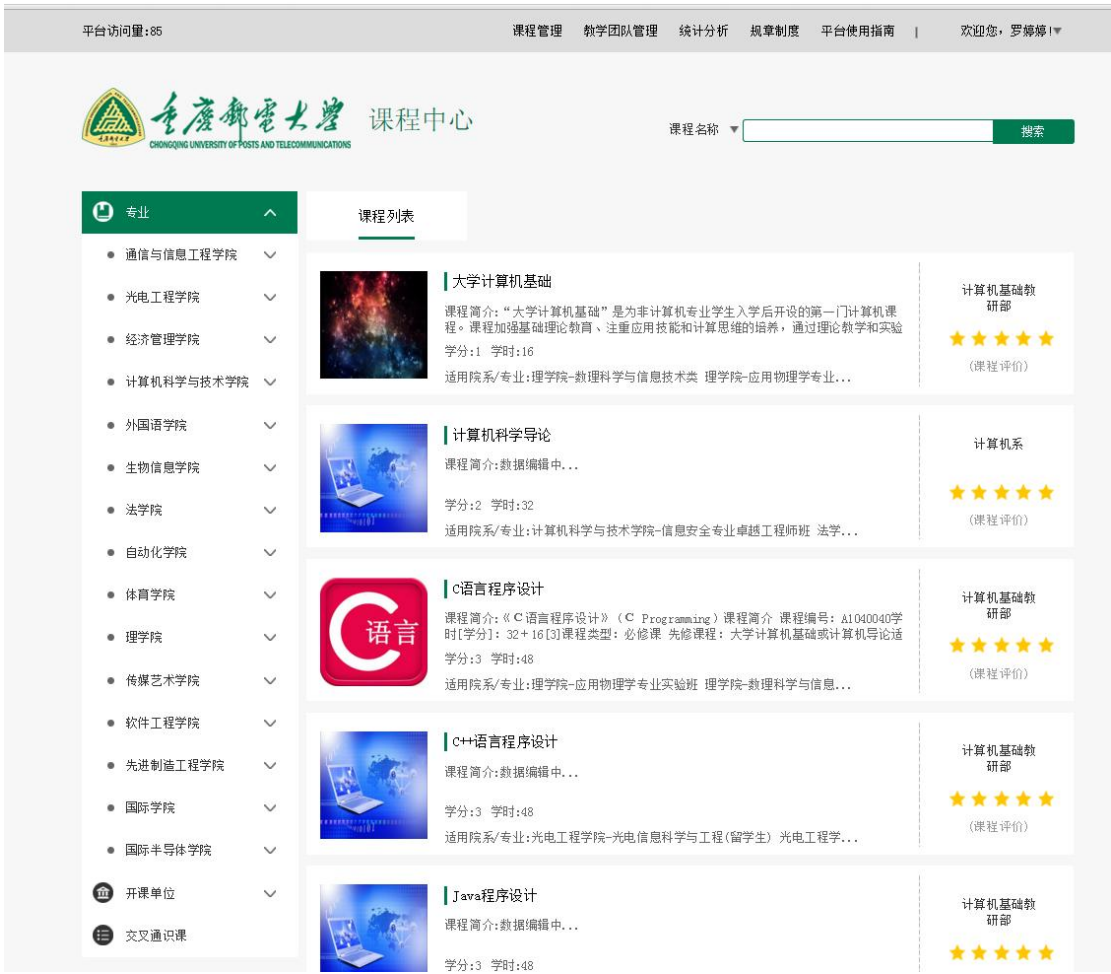 平台访问量:85
课程管理 教学团队管理 统计分析 规章制度 平台使用指南 | 欢迎您，罗婷婷!▼
重庆邮电大学 课程中心
CHONGQING UNIVERSITY OF POSTS AND TELECOMMUNICATIONS
课程名称 ▼ 搜索
专业
通信与信息工程学院
光电工程学院
经济管理学院
计算机科学与技术学院
外国语学院
生物信息学院
法学院
自动化学院
体育学院
理学院
传媒艺术学院
软件工程学院
先进制造工程学院
国际学院
国际半导体学院
开课单位
交叉通识课
课程列表
大学计算机基础
课程简介:“大学计算机基础”是为非计算机专业学生入学后开设的第一门计算机课
程。课程加强基础理论教育、注重应用技能和计算思维的培养，通过理论教学和实验
学分:1 学时:16
适用院系/专业:理学院-数理科学与信息技术类 理学院-应用物理学专业...
计算机基础教
研部
(课程评价)
计算机科学导论
课程简介:数据编辑中...
学分:2 学时:32
适用院系/专业:计算机科学与技术学院-信息安全专业卓越工程师班 法学...
计算机系
(课程评价)
语言
C语言程序设计
课程简介:《C语言程序设计》（C Programming）课程简介 课程编号：A1040040学
时[学分]：32+16[3]课程类型：必修课 先修课程：大学计算机基础或计算机导论适
学分:3 学时:48
适用院系/专业:理学院-应用物理学专业实验班 理学院-数理科学与信息...
计算机基础教
研部
(课程评价)
C++语言程序设计
课程简介:数据编辑中...
学分:3 学时:48
适用院系/专业:光电工程学院-光电信息科学与工程(留学生) 光电工程学...
计算机基础教
研部
(课程评价)
Java程序设计
课程简介:数据编辑中...
学分:3 学时:48
计算机基础教
研部